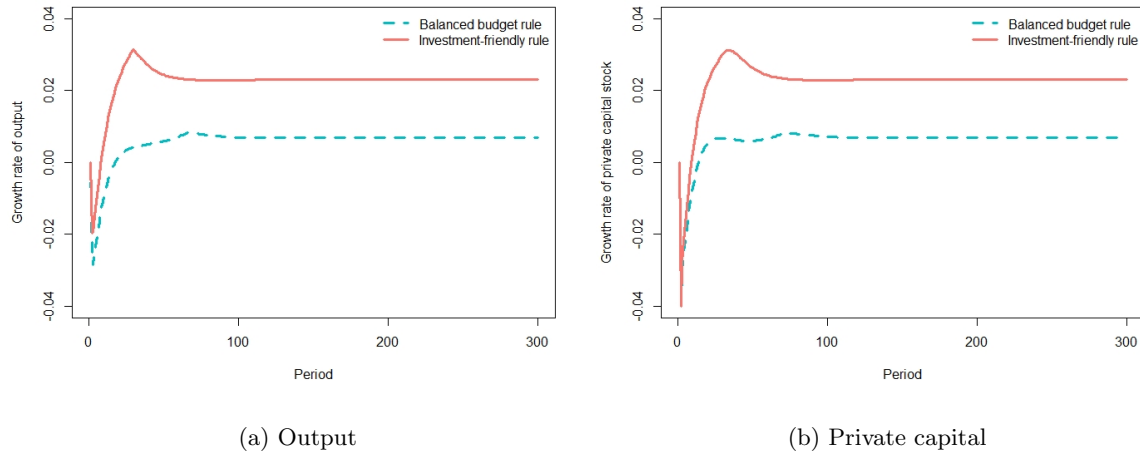 Growth rate of output
0.04
0.02
0.00
-0.02
-0.04
Balanced budget rule
Investment-friendly rule
0
100
200
300
Period
(a) Output
Growth rate of private capital stock
0.04
0.02
0.00
-0.02
-0.04
Balanced budget rule
Investment-friendly rule
0
100
200
300
Period
(b) Private capital